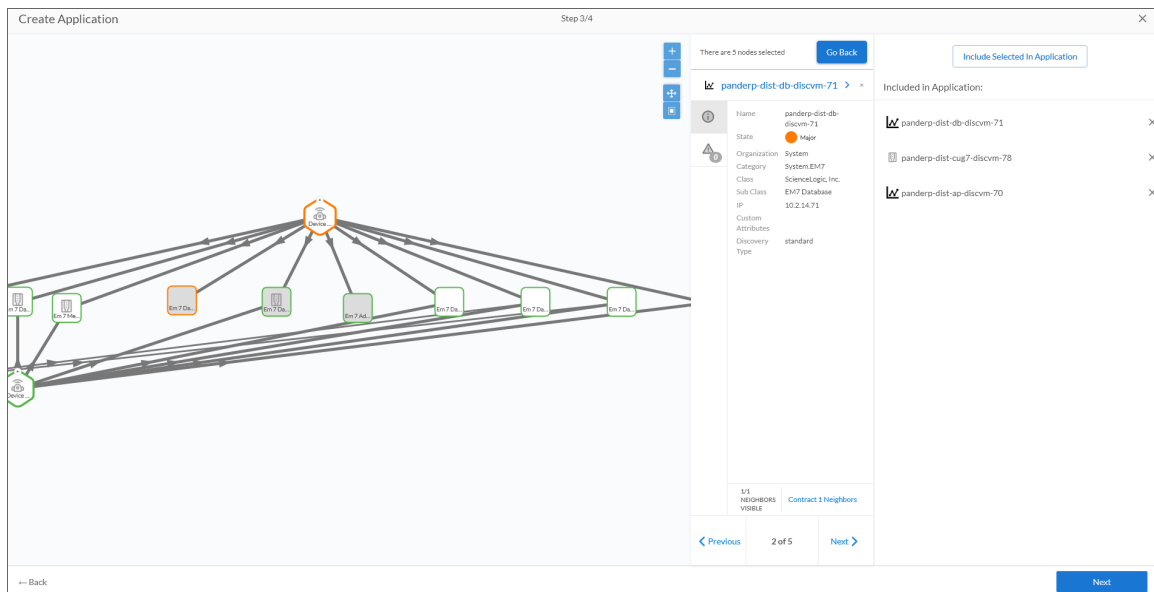 Create Application
Step 3/4
There are 5 nodes selected
Go Back
Include Selected In Application
panderp-dist-db-discvm-71
Included in Application:
Name panderp-dist-db-
discvm-71
State Major
Organization System
Category System.EM7
Class ScienceLogic, Inc.
Sub Class EM7 Database
IP 10.2.14.71
Custom
Attributes
Discovery standard
Type
0
panderp-dist-db-discvm-71
panderp-dist-cug7-discvm-78
panderp-dist-ap-discvm-70
Device ...
m 7 Da...
Em 7 Me...
Em 7 Da...
Em 7 Da...
Em 7 Ad...
Em 7 Da...
Em 7 Da...
Em 7 Da...
Device ...
1/1
NEIGHBORS
VISIBLE
Contract 1 Neighbors
Previous 2 of 5 Next
← Back
Next